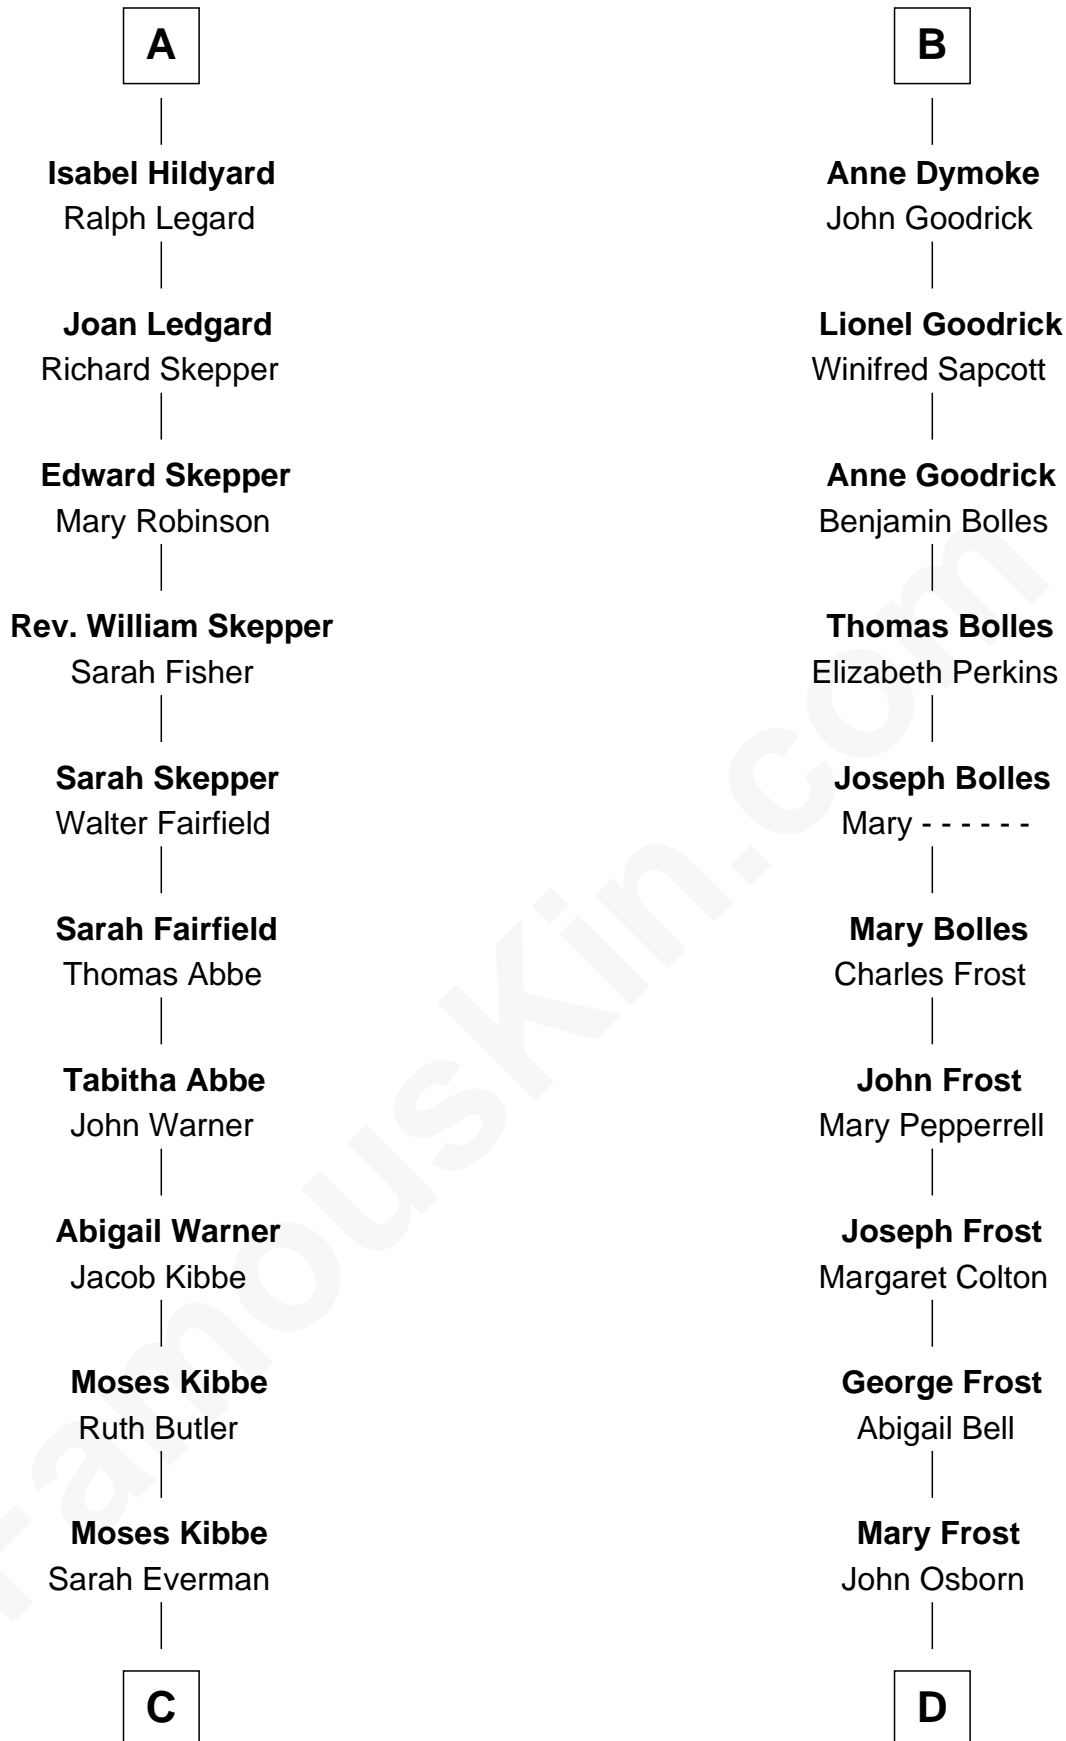 A
Isabel Hildyard
Ralph Legard
Joan Ledgard
Richard Skepper
Edward Skepper
Mary Robinson
Rev. William Skepper
Sarah Fisher
Sarah Skepper
Walter Fairfield
Sarah Fairfield
Thomas Abbe
Tabitha Abbe
John Warner
Abigail Warner
Jacob Kibbe
Moses Kibbe
Ruth Butler
Moses Kibbe
Sarah Everman
C
B
Anne Dymoke
John Goodrick
Lionel Goodrick
Winifred Sapcott
Anne Goodrick
Benjamin Bolles
Thomas Bolles
Elizabeth Perkins
Joseph Bolles
Mary - - - - - -
Mary Bolles
Charles Frost
John Frost
Mary Pepperrell
Joseph Frost
Margaret Colton
George Frost
Abigail Bell
Mary Frost
John Osborn
D
FamousKin.com